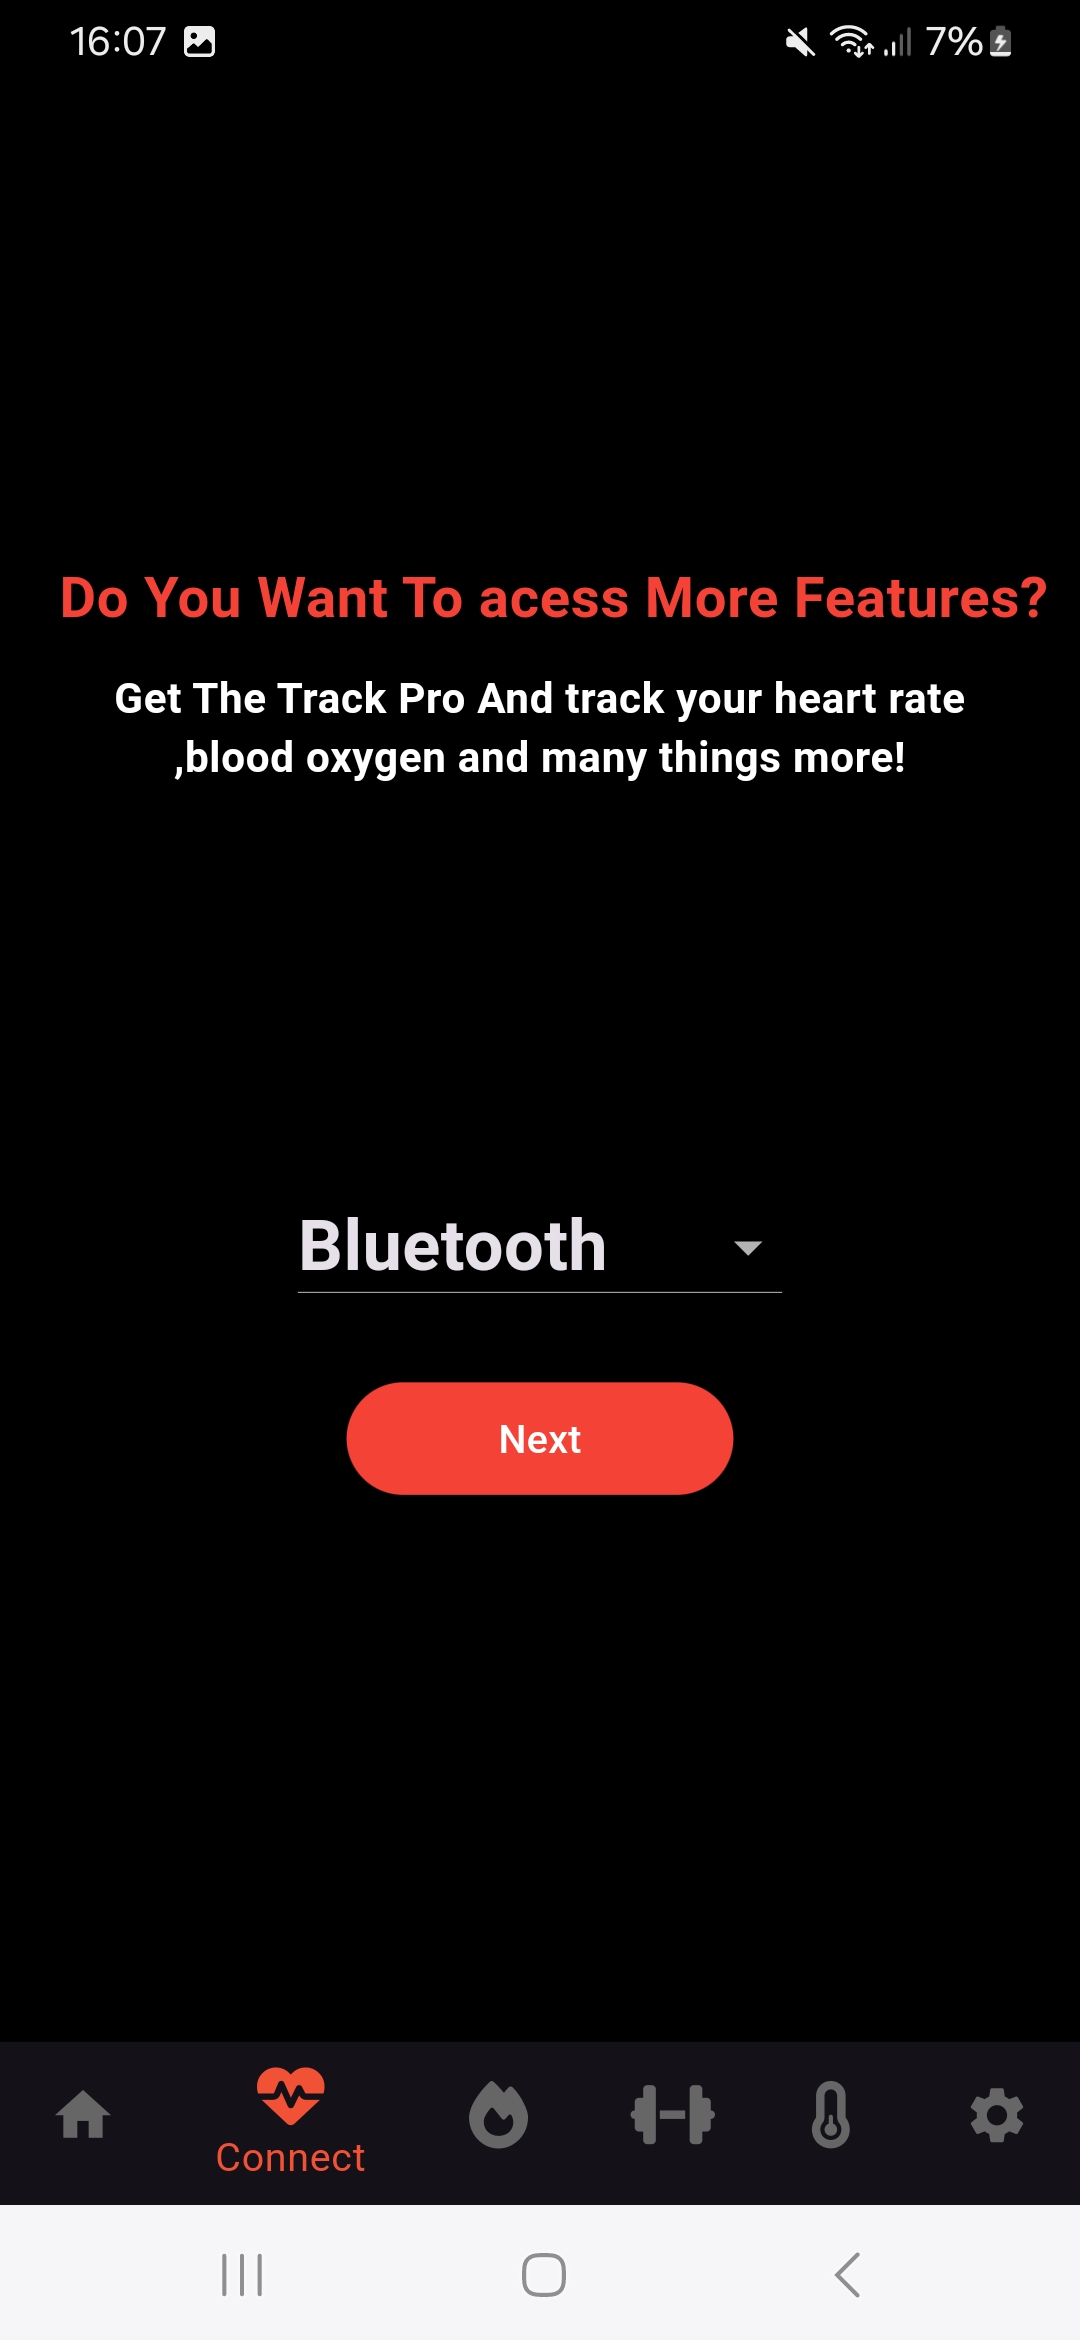 16:07
7%
Do You Want To acess More Features?
Get The Track Pro And track your heart rate
,blood oxygen and many things more!
Bluetooth
Next
Connect